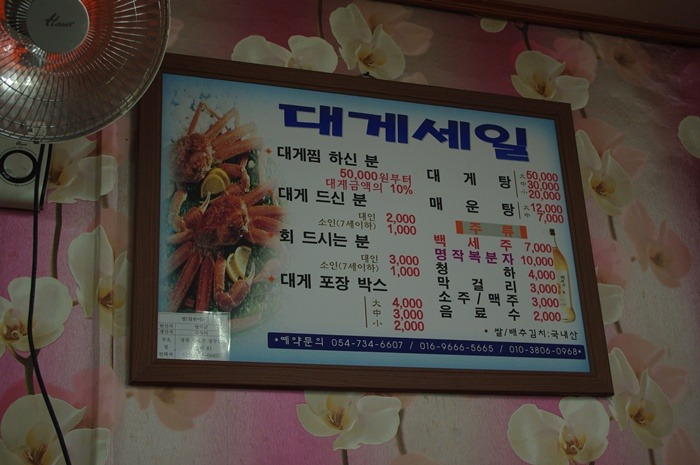 Hauz
대게세일
대게찜 하신 분
50,000원부터
대게금액의 10%
대게 드신 분
대인 2,000
소인(7세이하) 1,000
회 드시는 분
대인 3,000
소인(7세이하) 1,000
대게 포장 박스
大 4,000
中 3,000
小 2,000
대 게 탕 大 50,000
中 30,000
小 20,000
매 운 탕 大 12,000
小 7,000
주 류
백 세 주 7,000
명작복분자 10,000
청 하 4,000
막 걸 리 3,000
소주/맥주 3,000
음 료 수 2,000
* 쌀/배추김치:국내산
*예약문의 054-734-6607 / 016-9666-5665 / 010-3806-0968*